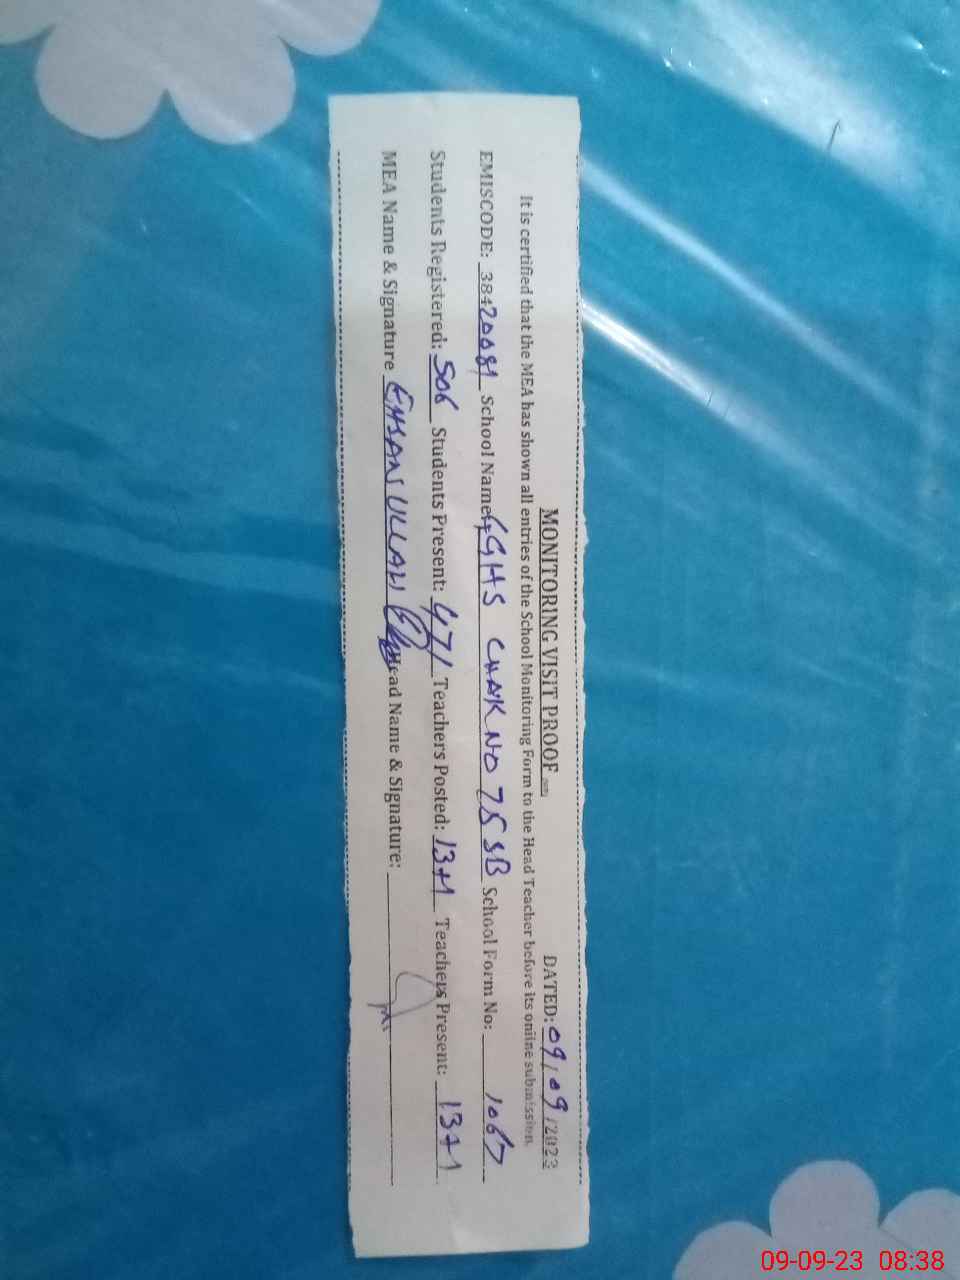 MONITORING VISIT PROOF DATED: 09/09/2023
It is certified that the MEA has shown all entries of the School Monitoring Form to the Head Teacher before its online submission.
EMISCODE: 38420081 School Name GGHS CHAK NO 75 SB School Form No: 1067
Students Registered: 506 Students Present: 471 Teachers Posted: 13+1 Teachers Present: 13+1
MEA Name & Signature EHSAN ULLAH Head Name & Signature:
09-09-23 08:38